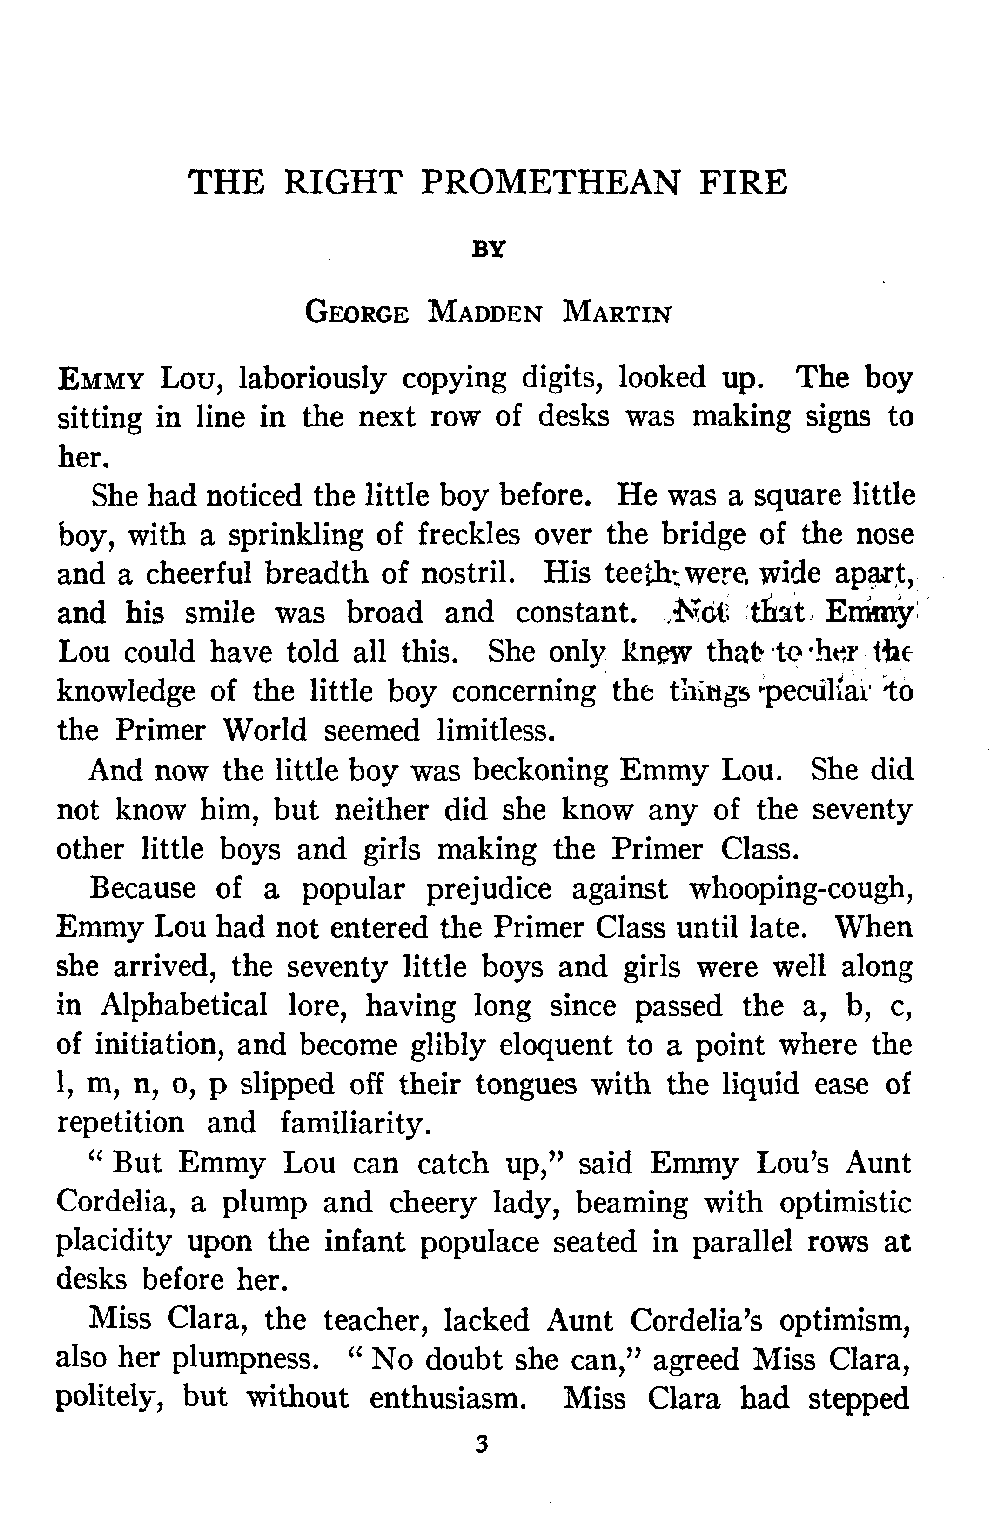 THE RIGHT PROMETHEAN FIRE
BY
GEORGE MADDEN MARTIN
EMMY LOU, laboriously copying digits, looked up. The boy
sitting in line in the next row of desks was making signs to
her.
She had noticed the little boy before. He was a square little
boy, with a sprinkling of freckles over the bridge of the nose
and a cheerful breadth of nostril. His teeth were wide apart,
and his smile was broad and constant. Not that Emmy
Lou could have told all this. She only knew that to her the
knowledge of the little boy concerning the things peculiar to
the Primer World seemed limitless.
And now the little boy was beckoning Emmy Lou. She did
not know him, but neither did she know any of the seventy
other little boys and girls making the Primer Class.
Because of a popular prejudice against whooping-cough,
Emmy Lou had not entered the Primer Class until late. When
she arrived, the seventy little boys and girls were well along
in Alphabetical lore, having long since passed the a, b, c,
of initiation, and become glibly eloquent to a point where the
l, m, n, o, p slipped off their tongues with the liquid ease of
repetition and familiarity.
“ But Emmy Lou can catch up,” said Emmy Lou’s Aunt
Cordelia, a plump and cheery lady, beaming with optimistic
placidity upon the infant populace seated in parallel rows at
desks before her.
Miss Clara, the teacher, lacked Aunt Cordelia’s optimism,
also her plumpness. “ No doubt she can,” agreed Miss Clara,
politely, but without enthusiasm. Miss Clara had stepped
3